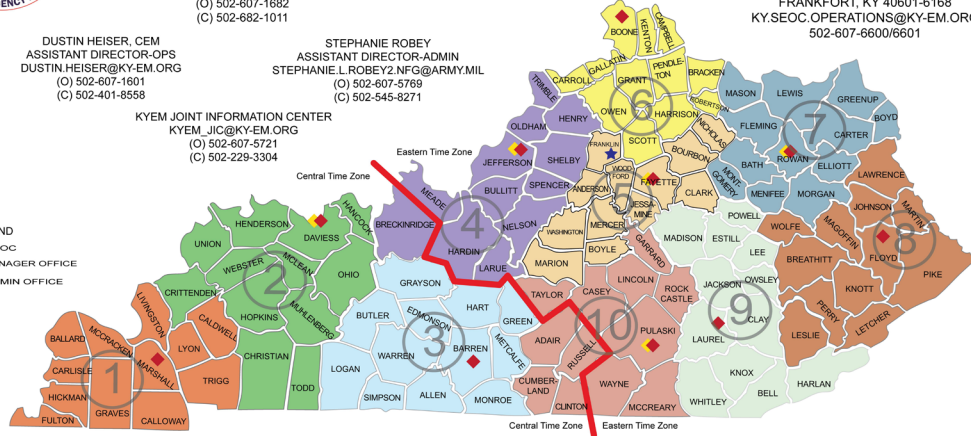 (O) 502-607-1682
(C) 502-682-1011
DUSTIN HEISER, CEM
ASSISTANT DIRECTOR-OPS
DUSTIN.HEISER@KY-EM.ORG
(O) 502-607-1601
(C) 502-401-8558
STEPHANIE ROBEY
ASSISTANT DIRECTOR-ADMIN
STEPHANIE.L.ROBEY2.NFG@ARMY.MIL
(O) 502-607-5769
(C) 502-545-8271
KYEM JOINT INFORMATION CENTER
KYEM_JIC@KY-EM.ORG
(O) 502-607-5721
(C) 502-229-3304
FRANKFORT, KY 40601-6168
KY.SEOC.OPERATIONS@KY-EM.ORG
502-607-6600/6601
ND
OC
NAGER OFFICE
MIN OFFICE
Eastern Time Zone
Central Time Zone
1
BALLARD
MCCRACKEN
LIVINGSTON
CARLISLE
MARSHALL
LYON
CALDWELL
HICKMAN
GRAVES
TRIGG
FULTON
CALLOWAY
2
HENDERSON
DAVIESS
HANCOCK
UNION
WEBSTER
MCLEAN
OHIO
CRITTENDEN
HOPKINS
MUHLENBERG
CHRISTIAN
TODD
3
GRAYSON
BUTLER
EDMONSON
HART
GREEN
WARREN
BARREN
METCALFE
LOGAN
SIMPSON
ALLEN
MONROE
4
TRIMBLE
HENRY
OLDHAM
JEFFERSON
SHELBY
BULLITT
SPENCER
MEADE
BRECKINRIDGE
NELSON
HARDIN
LARUE
5
FRANKLIN
NICHOLAS
BOURBON
WOOD
FORD
FAYETTE
ANDERSON
CLARK
JESSA-
MINE
MERCER
WASHINGTON
BOYLE
GARRARD
MARION
6
BOONE
KENTON
CAMPBELL
GALLATIN
CARROLL
GRANT
PENDLE-
TON
BRACKEN
OWEN
HARRISON
ROBERTSON
SCOTT
7
MASON
LEWIS
GREENUP
BOYD
FLEMING
CARTER
BATH
ROWAN
ELLIOTT
MONT-
GOMERY
MENIFEE
MORGAN
8
LAWRENCE
JOHNSON
MARTIN
WOLFE
MAGOFFIN
FLOYD
BREATHITT
PIKE
KNOTT
PERRY
LESLIE
LETCHER
9
POWELL
MADISON
ESTILL
LEE
OWSLEY
JACKSON
CLAY
LAUREL
KNOX
BELL
HARLAN
WHITLEY
10
LINCOLN
ROCK
CASTLE
TAYLOR
CASEY
PULASKI
ADAIR
RUSSELL
CUMBER-
LAND
WAYNE
CLINTON
MCCREARY
Central Time Zone
Eastern Time Zone